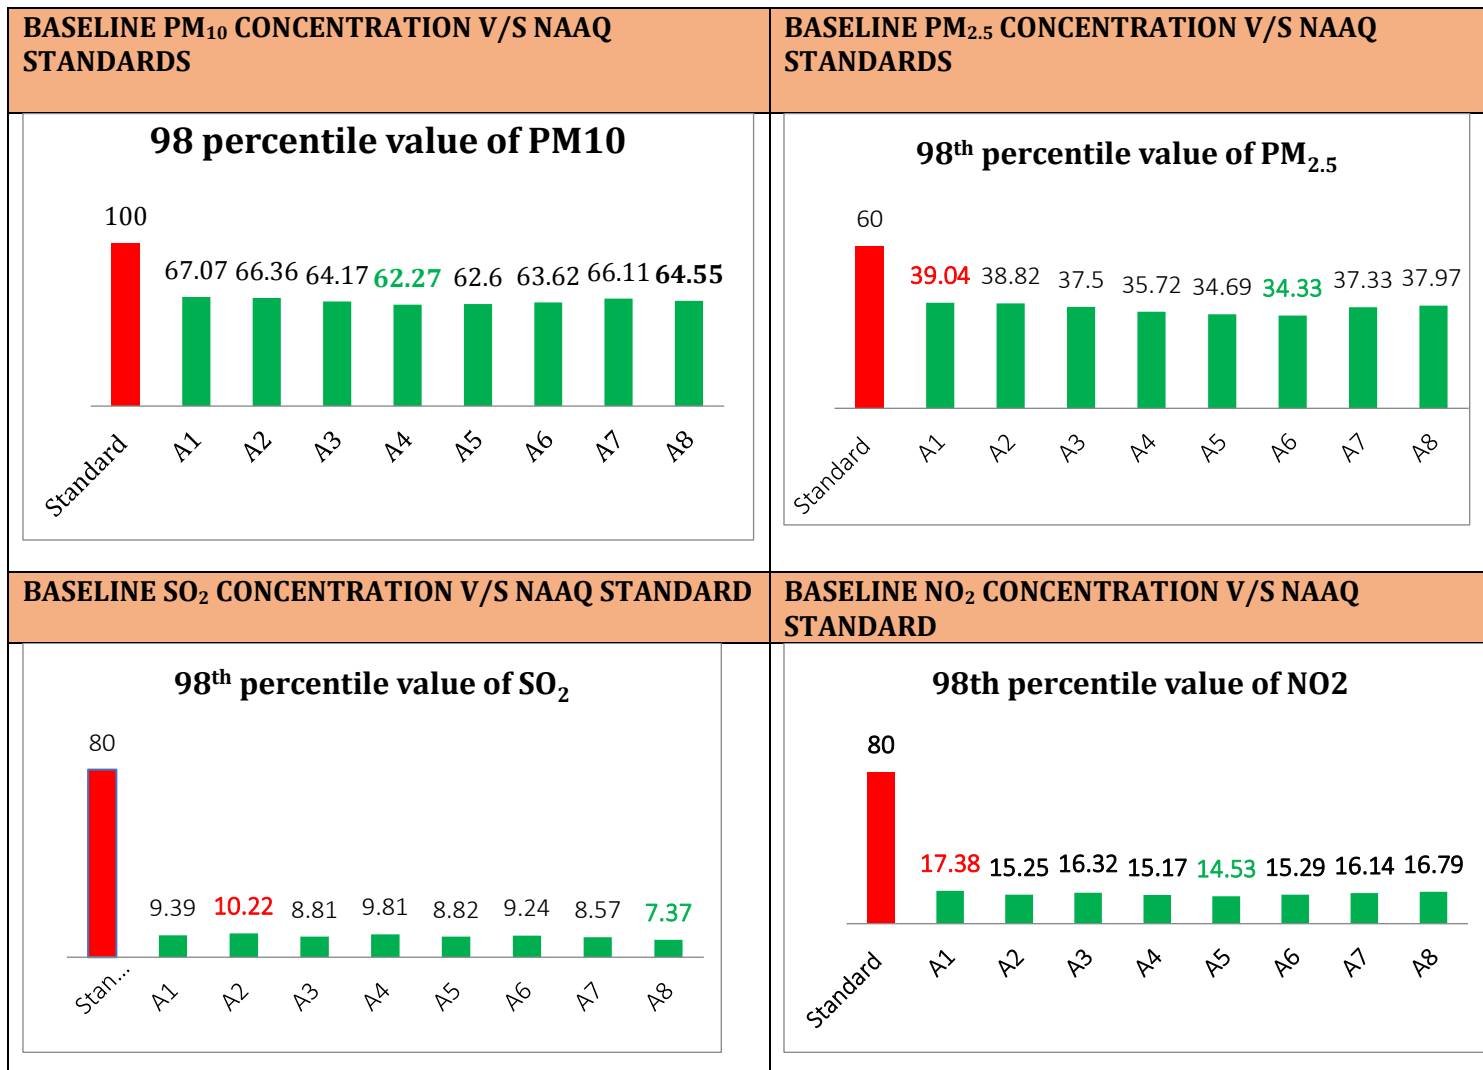 BASELINE PM₁₀ CONCENTRATION V/S NAAQ
STANDARDS
BASELINE PM₂.₅ CONCENTRATION V/S NAAQ
STANDARDS
98 percentile value of PM10
100
67.07 66.36 64.17 62.27 62.6 63.62 66.11 64.55
Standard A1 A2 A3 A4 A5 A6 A7 A8
98ᵗʰ percentile value of PM₂.₅
60
39.04 38.82 37.5 35.72 34.69 34.33 37.33 37.97
Standard A1 A2 A3 A4 A5 A6 A7 A8
BASELINE SO₂ CONCENTRATION V/S NAAQ STANDARD
BASELINE NO₂ CONCENTRATION V/S NAAQ
STANDARD
98ᵗʰ percentile value of SO₂
80
9.39 10.22 8.81 9.81 8.82 9.24 8.57 7.37
Stan... A1 A2 A3 A4 A5 A6 A7 A8
98th percentile value of NO2
80
17.38 15.25 16.32 15.17 14.53 15.29 16.14 16.79
Standard A1 A2 A3 A4 A5 A6 A7 A8